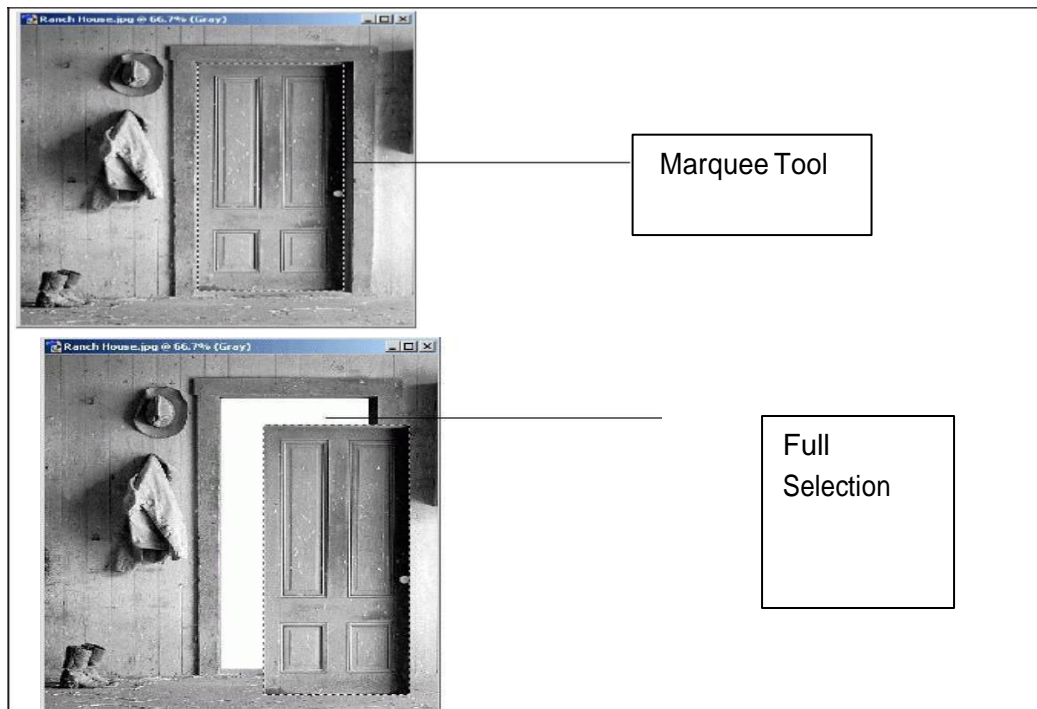 Ranch House.jpg @ 66.7% (Gray)
Marquee Tool
Ranch House.jpg @ 66.7% (Gray)
Full
Selection